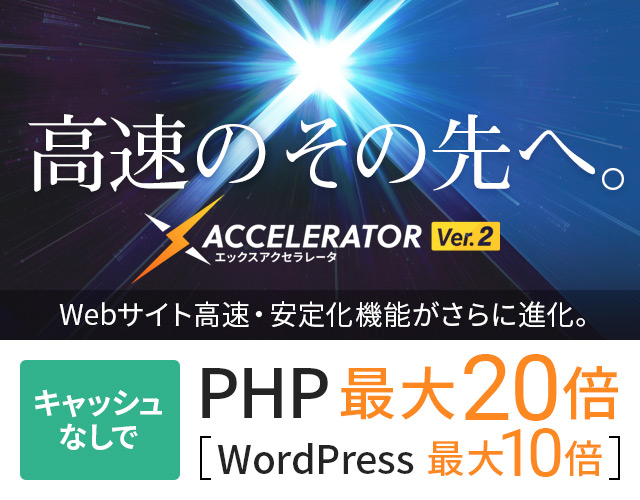 高速のその先へ。
ACCELERATOR Ver.2
エックスアクセラレータ
Webサイト高速・安定化機能がさらに進化。
キャッシュ
なしで
PHP 最大20倍
[WordPress 最大10倍]